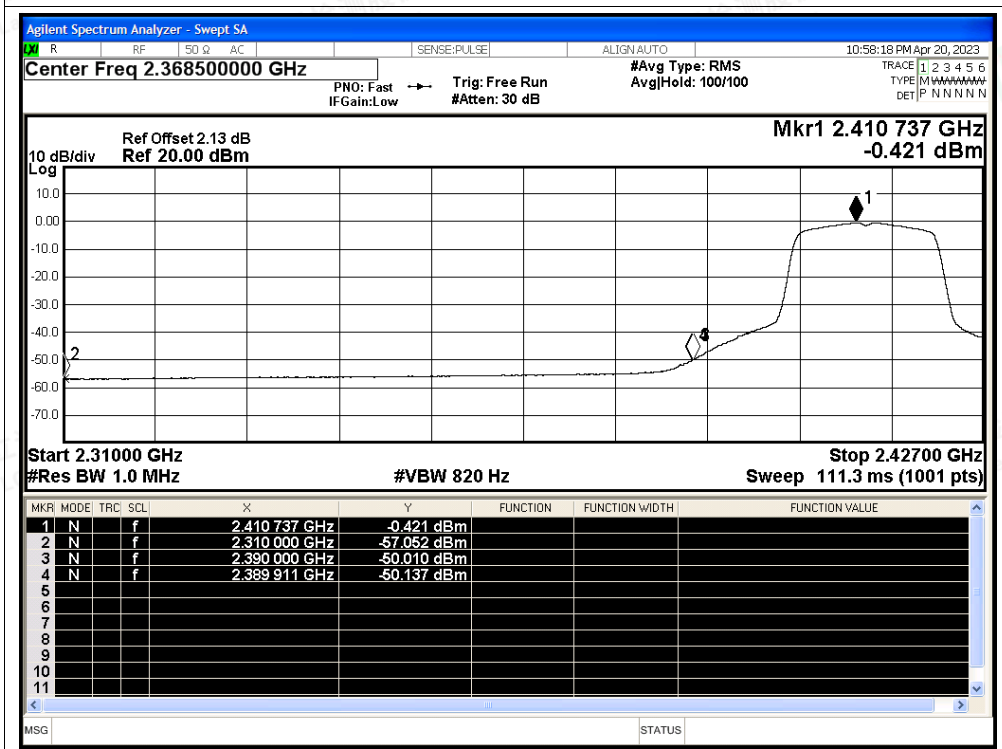 Agilent Spectrum Analyzer - Swept SA
LXI R RF 50 Ω AC SENSE:PULSE ALIGN AUTO 10:58:18 PM Apr 20, 2023
Center Freq 2.368500000 GHz
PNO: Fast
IFGain:Low
Trig: Free Run
#Atten: 30 dB
#Avg Type: RMS
Avg|Hold: 100/100
TRACE 1 2 3 4 5 6
TYPE M
DET P N N N N N
Mkr1 2.410 737 GHz
-0.421 dBm
Ref Offset 2.13 dB
10 dB/div Ref 20.00 dBm
Log
10.0
0.00
-10.0
-20.0
-30.0
-40.0
-50.0
-60.0
-70.0
1
2
Start 2.31000 GHz Stop 2.42700 GHz
#Res BW 1.0 MHz #VBW 820 Hz Sweep 111.3 ms (1001 pts)
MKR MODE TRC SCL X Y FUNCTION FUNCTION WIDTH FUNCTION VALUE
1 N f 2.410 737 GHz -0.421 dBm
2 N f 2.310 000 GHz -57.052 dBm
3 N f 2.390 000 GHz -50.010 dBm
4 N f 2.389 911 GHz -50.137 dBm
5
6
7
8
9
10
11
MSG STATUS